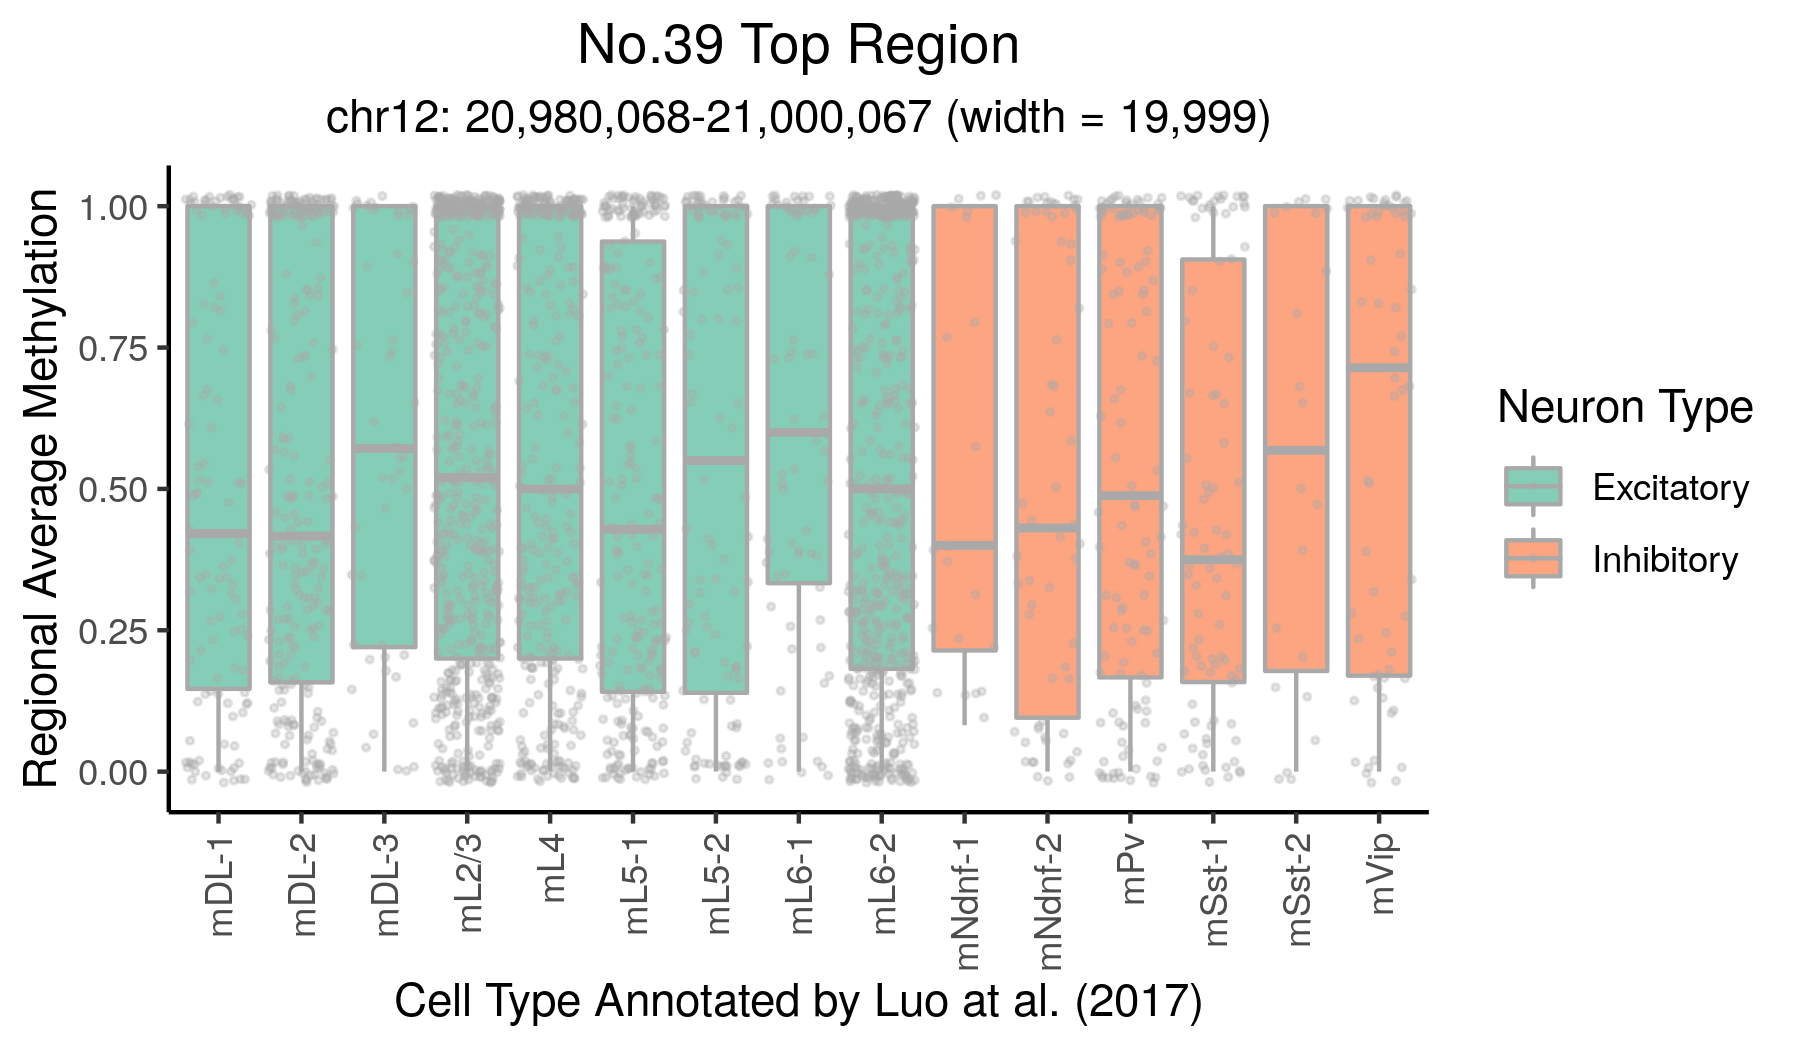 No.39 Top Region
chr12: 20,980,068-21,000,067 (width = 19,999)
Regional Average Methylation
1.00
0.75
0.50
0.25
0.00
mDL-1
mDL-2
mDL-3
mL2/3
mL4
mL5-1
mL5-2
mL6-1
mL6-2
mNdnf-1
mNdnf-2
mPv
mSst-1
mSst-2
mVip
Cell Type Annotated by Luo at al. (2017)
Neuron Type
Excitatory
Inhibitory